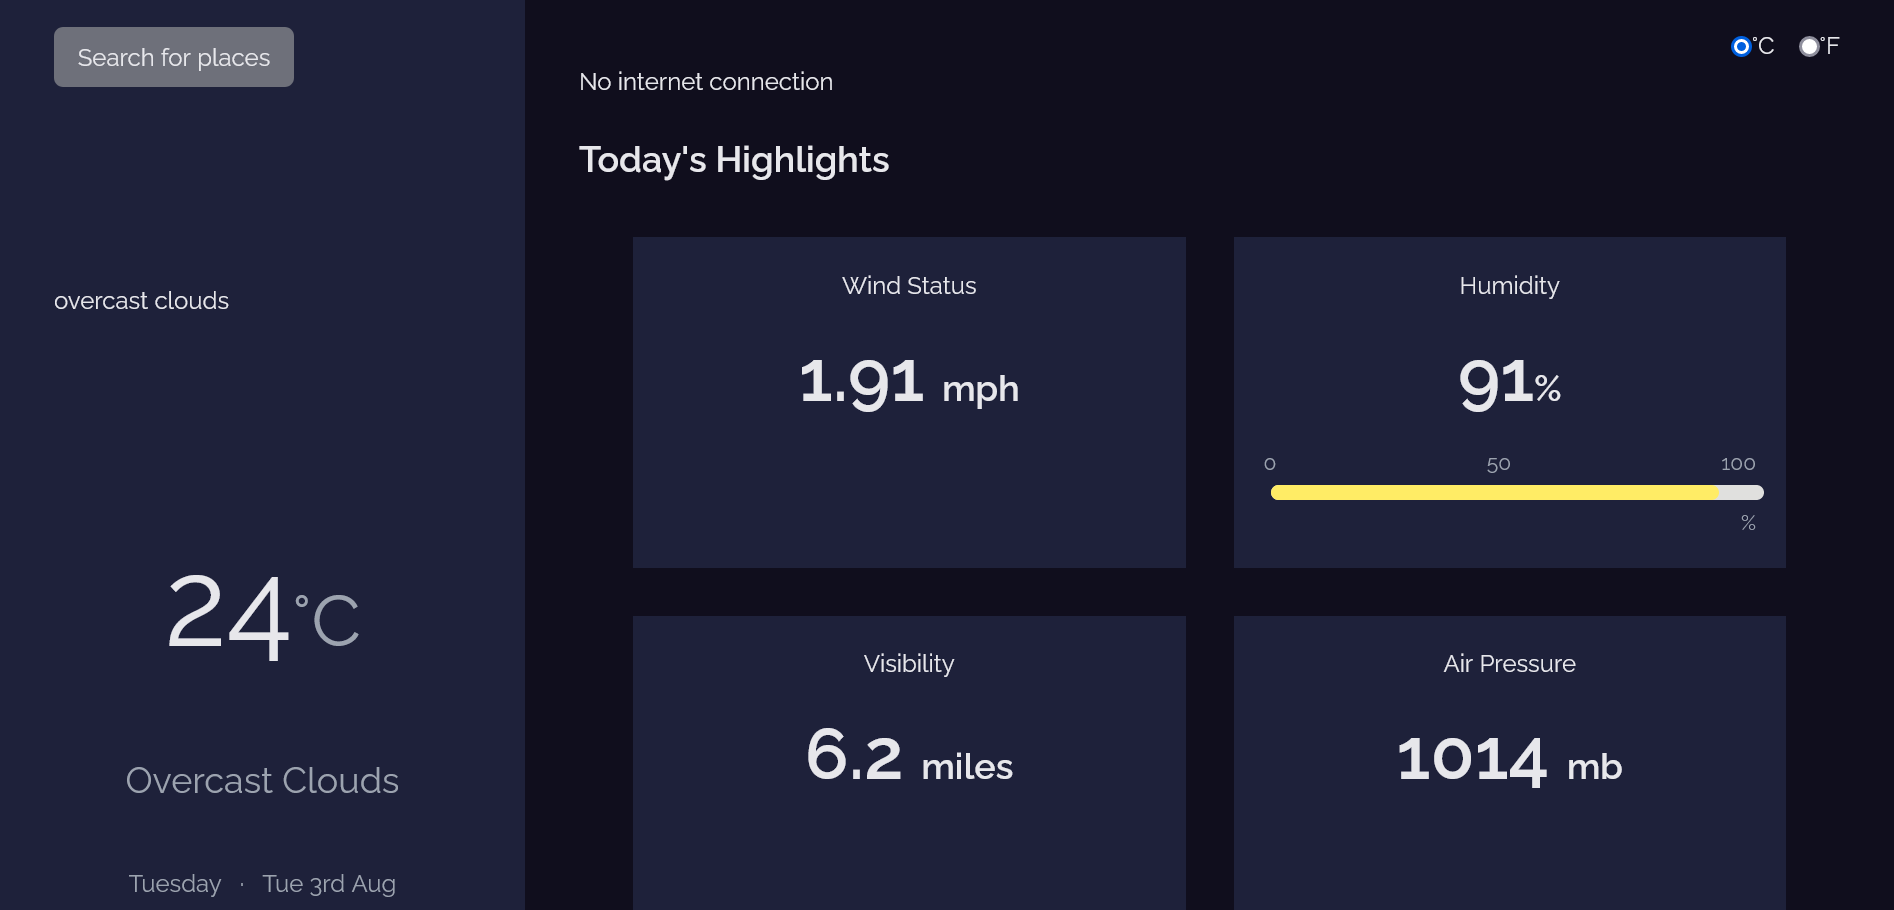 Search for places
overcast clouds
24°C
Overcast Clouds
Tuesday · Tue 3rd Aug
°C °F
No internet connection
Today's Highlights
Wind Status
1.91 mph
Humidity
91%
0 50 100
%
Visibility
6.2 miles
Air Pressure
1014 mb